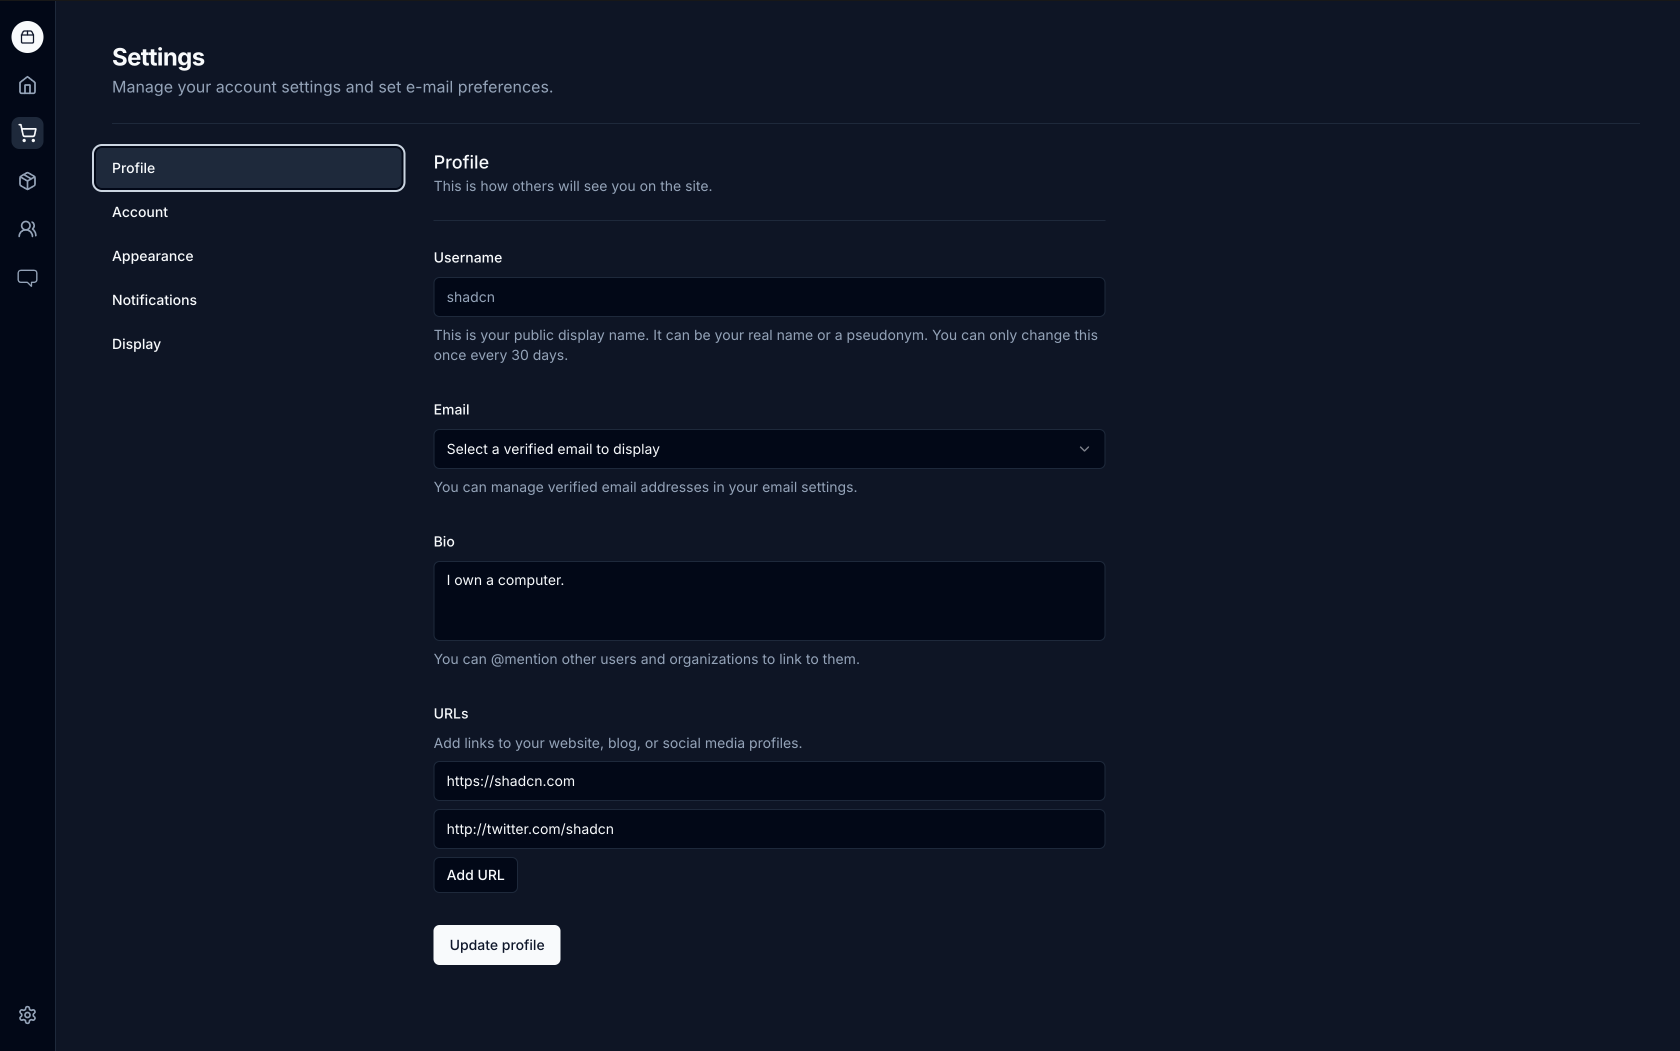 Settings
Manage your account settings and set e-mail preferences.
Profile
Account
Appearance
Notifications
Display
Profile
This is how others will see you on the site.
Username
shadcn
This is your public display name. It can be your real name or a pseudonym. You can only change this
once every 30 days.
Email
Select a verified email to display
You can manage verified email addresses in your email settings.
Bio
I own a computer.
You can @mention other users and organizations to link to them.
URLs
Add links to your website, blog, or social media profiles.
https://shadcn.com
http://twitter.com/shadcn
Add URL
Update profile